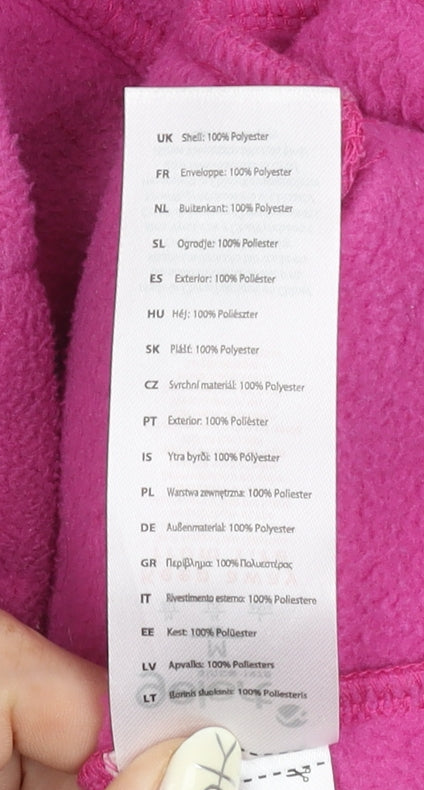 UK Shell: 100% Polyester
FR Enveloppe: 100% Polyester
NL Buitenkant: 100% Polyester
SL Ogrodje: 100% Poliester
ES Exterior: 100% Poliéster
HU Héj: 100% Poliészter
SK Plášť: 100% Polyester
CZ Svrchní materiál: 100% Polyester
PT Exterior: 100% Poliéster
IS Ytra byrði: 100% Pólýester
PL Warstwa zewnętrzna: 100% Poliester
DE Außenmaterial: 100% Polyester
GR Περίβλημα: 100% Πολυεστέρας
IT Rivestimento esterno: 100% Poliestere
EE Kest: 100% Polüester
LV Apvalks: 100% Poliesters
LT Išorinis sluoksnis: 100% Poliesteris